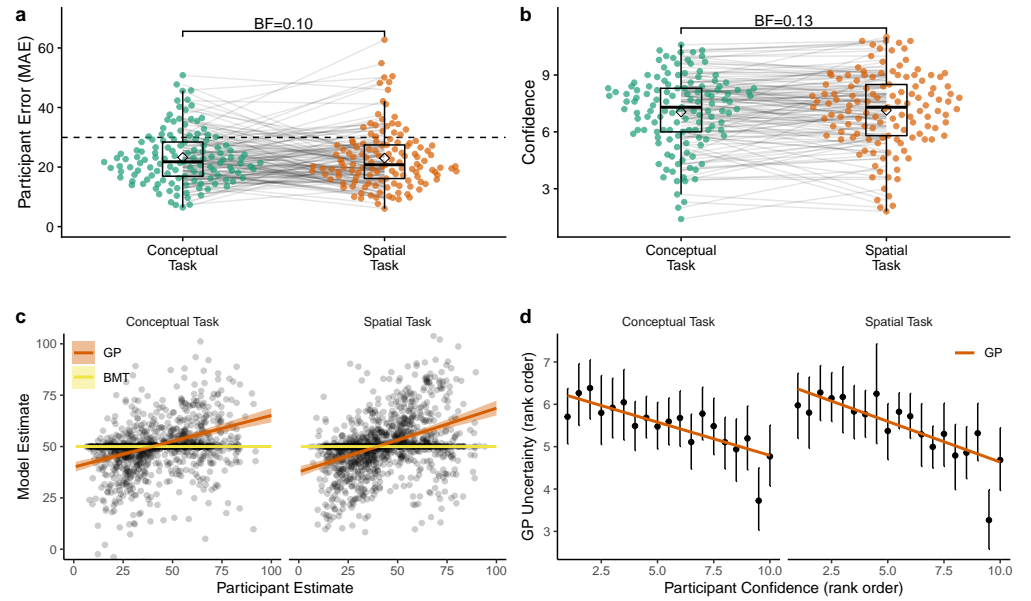 a
BF=0.10
Participant Error (MAE)
60
40
20
0
Conceptual
Task
Spatial
Task
b
BF=0.13
Confidence
9
6
3
Conceptual
Task
Spatial
Task
c
Conceptual Task
Spatial Task
GP
BMT
Model Estimate
100
75
50
25
0
0 25 50 75 100 0 25 50 75 100
Participant Estimate
d
Conceptual Task
Spatial Task
GP
GP Uncertainty (rank order)
7
6
5
4
3
2.5 5.0 7.5 10.0 2.5 5.0 7.5 10.0
Participant Confidence (rank order)